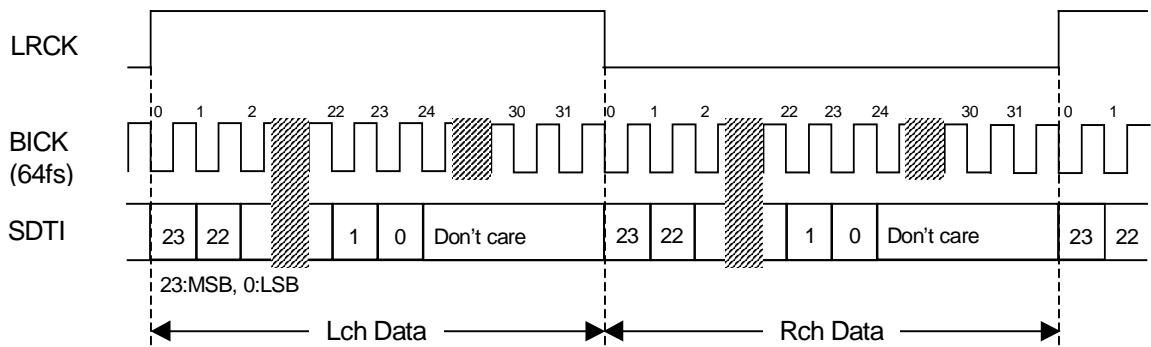 LRCK
0 1 2 22 23 24 30 31 0 1 2 22 23 24 30 31 0 1
BICK
(64fs)
SDTI 23 22 1 0 Don't care 23 22 1 0 Don't care 23 22
23:MSB, 0:LSB
Lch Data Rch Data